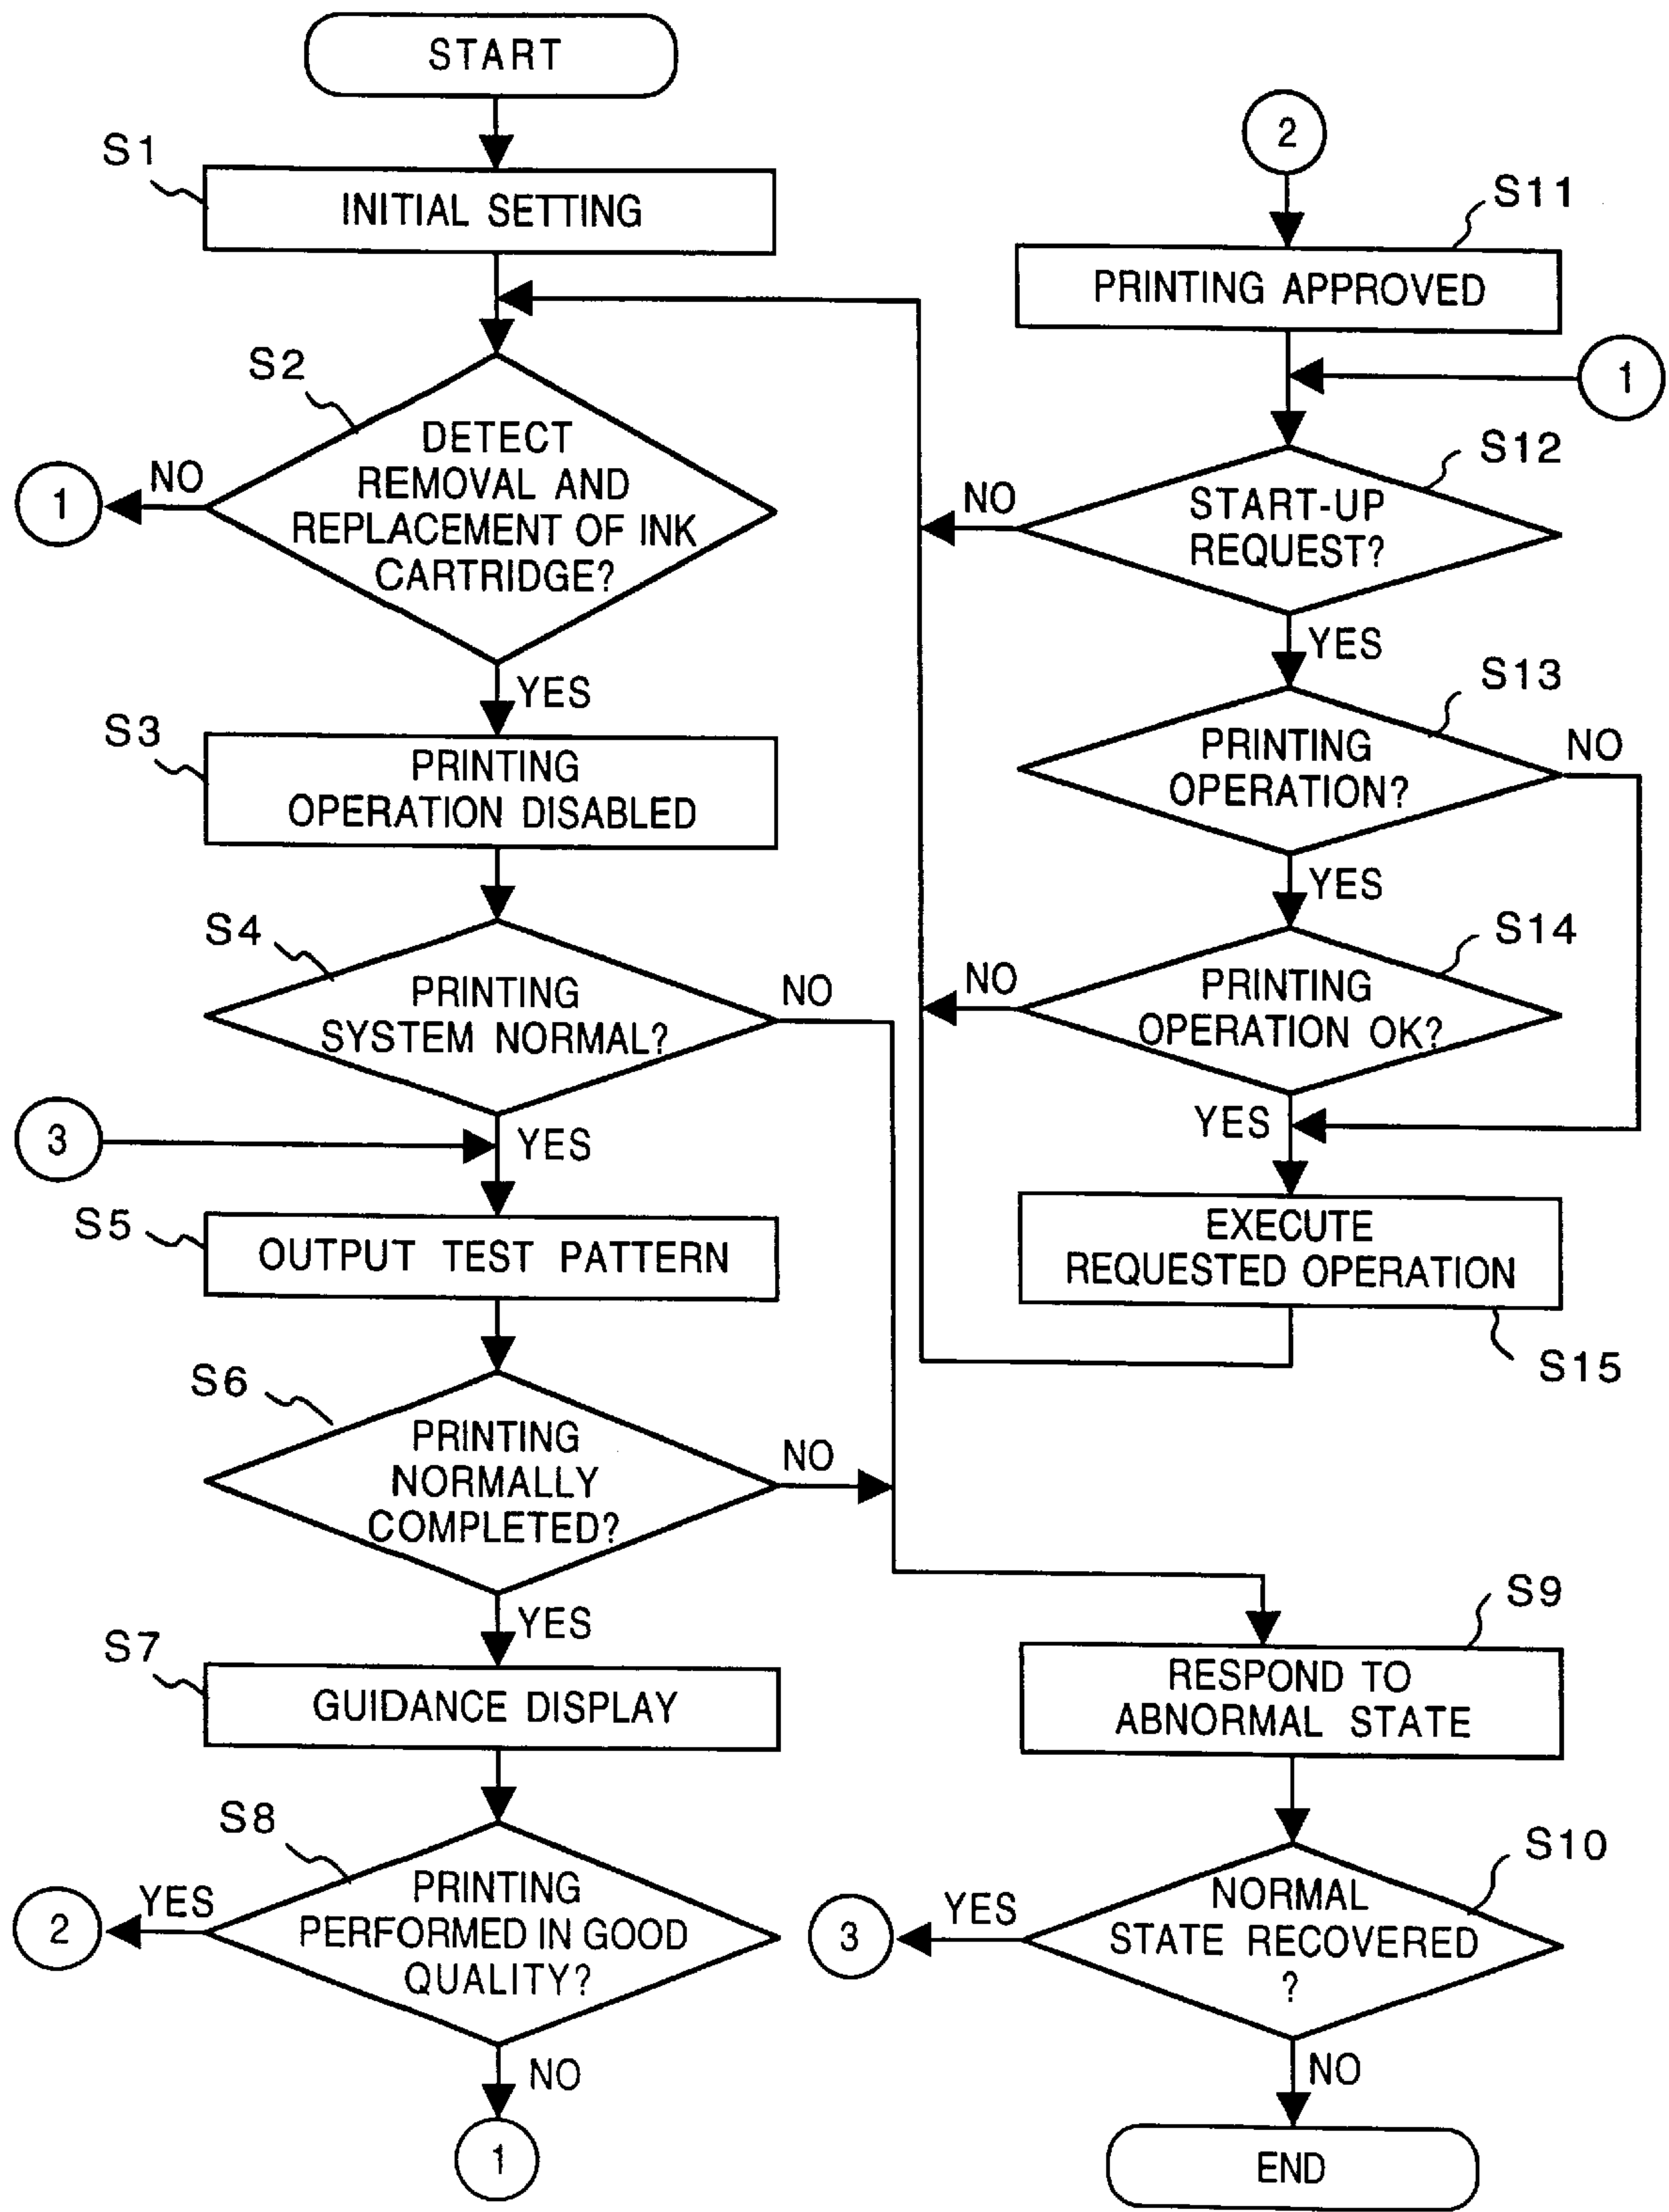 START
S1
INITIAL SETTING
S2
DETECT
REMOVAL AND
REPLACEMENT OF INK
CARTRIDGE?
NO
1
YES
S3
PRINTING
OPERATION DISABLED
S4
PRINTING
SYSTEM NORMAL?
NO
3
YES
S5
OUTPUT TEST PATTERN
S6
PRINTING
NORMALLY
COMPLETED?
NO
YES
S7
GUIDANCE DISPLAY
S8
PRINTING
PERFORMED IN GOOD
QUALITY?
YES
2
NO
1
2
S11
PRINTING APPROVED
1
S12
START-UP
REQUEST?
NO
YES
S13
PRINTING
OPERATION?
NO
YES
S14
PRINTING
OPERATION OK?
NO
YES
EXECUTE
REQUESTED OPERATION
S15
S9
RESPOND TO
ABNORMAL STATE
S10
NORMAL
STATE RECOVERED
?
YES
3
NO
END